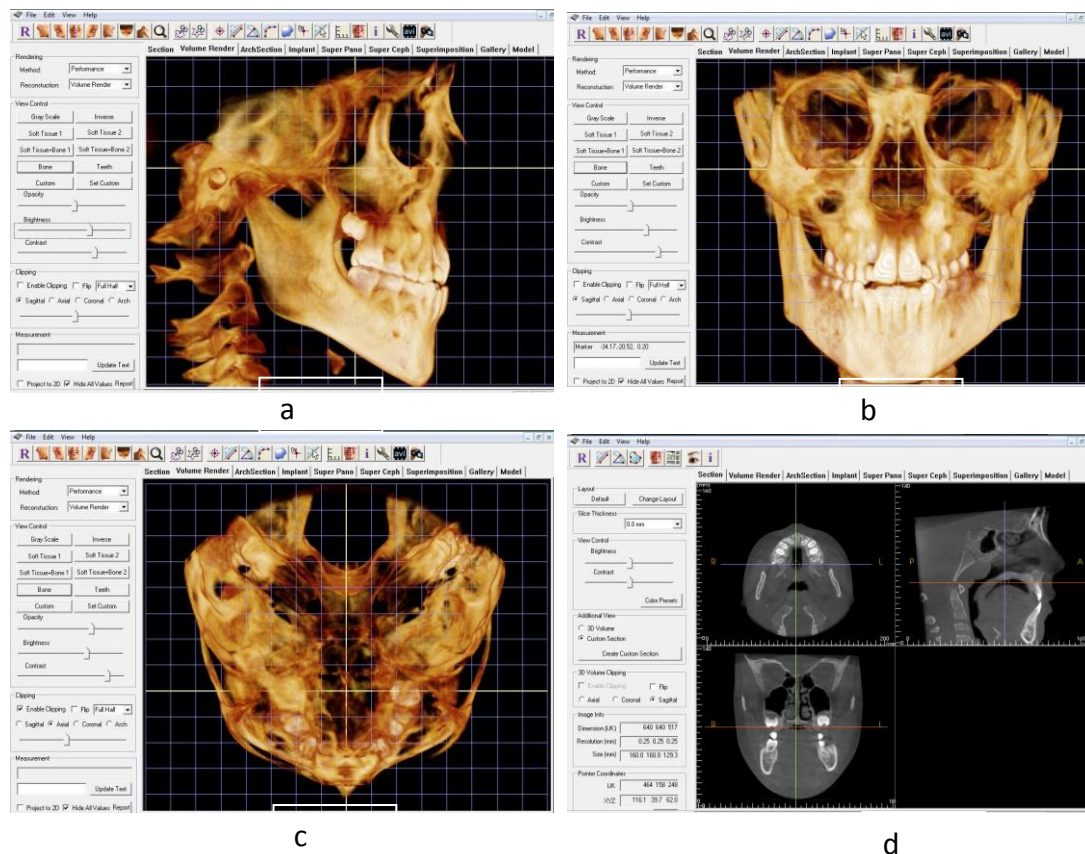 File Edit View Help
R i avi
Section Volume Render ArchSection Implant Super Pano Super Ceph Superimposition Gallery Model
Rendering
Method: Performance
Reconstuction: Volume Render
View Control
Gray Scale Inverse
Soft Tissue 1 Soft Tissue 2
Soft Tissue+Bone 1 Soft Tissue+Bone 2
Bone Teeth
Custom Set Custom
Opacity
Brightness
Contrast
Clipping
Enable Clipping Flip Full Half
Sagittal Axial Coronal Arch
Measurement
Update Text
Project to 2D Hide All Values Report
a
File Edit View Help
R i avi
Section Volume Render ArchSection Implant Super Pano Super Ceph Superimposition Gallery Model
Rendering
Method: Performance
Reconstuction: Volume Render
View Control
Gray Scale Inverse
Soft Tissue 1 Soft Tissue 2
Soft Tissue+Bone 1 Soft Tissue+Bone 2
Bone Teeth
Custom Set Custom
Opacity
Brightness
Contrast
Clipping
Enable Clipping Flip Full Half
Sagittal Axial Coronal Arch
Measurement
Marker -34.17,-20.52, 0.20
Update Text
Project to 2D Hide All Values Report
b
File Edit View Help
R i avi
Section Volume Render ArchSection Implant Super Pano Super Ceph Superimposition Gallery Model
Rendering
Method: Performance
Reconstuction: Volume Render
View Control
Gray Scale Inverse
Soft Tissue 1 Soft Tissue 2
Soft Tissue+Bone 1 Soft Tissue+Bone 2
Bone Teeth
Custom Set Custom
Opacity
Brightness
Contrast
Clipping
Enable Clipping Flip Full Half
Sagittal Axial Coronal Arch
Measurement
Update Text
Project to 2D Hide All Values Report
c
File Edit View Help
R i
Section Volume Render ArchSection Implant Super Pano Super Ceph Superimposition Gallery Model
Layout
Default Change Layout
Slice Thickness
0.0 mm
View Control
Brightness
Contrast
Color Presets
Additional View
3D Volume
Custom Section
Create Custom Section
3D Volume Clipping
Enable Clipping Flip
Axial Coronal Sagittal
Image Info
Dimension (IJK) 640 640 517
Resolution (mm) 0.25 0.25 0.25
Size (mm) 160.0 160.0 129.3
Pointer Coordinates
IJK 464 158 248
XYZ 116.1 39.7 62.0
(mm)
160
R L
200
140
P A
140
R L
d